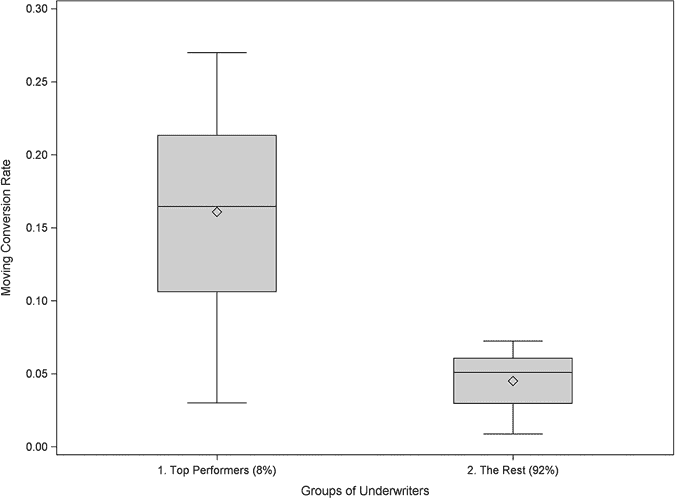 Moving Conversion Rate
0.30
0.25
0.20
0.15
0.10
0.05
0.00
1. Top Performers (8%)
2. The Rest (92%)
Groups of Underwriters